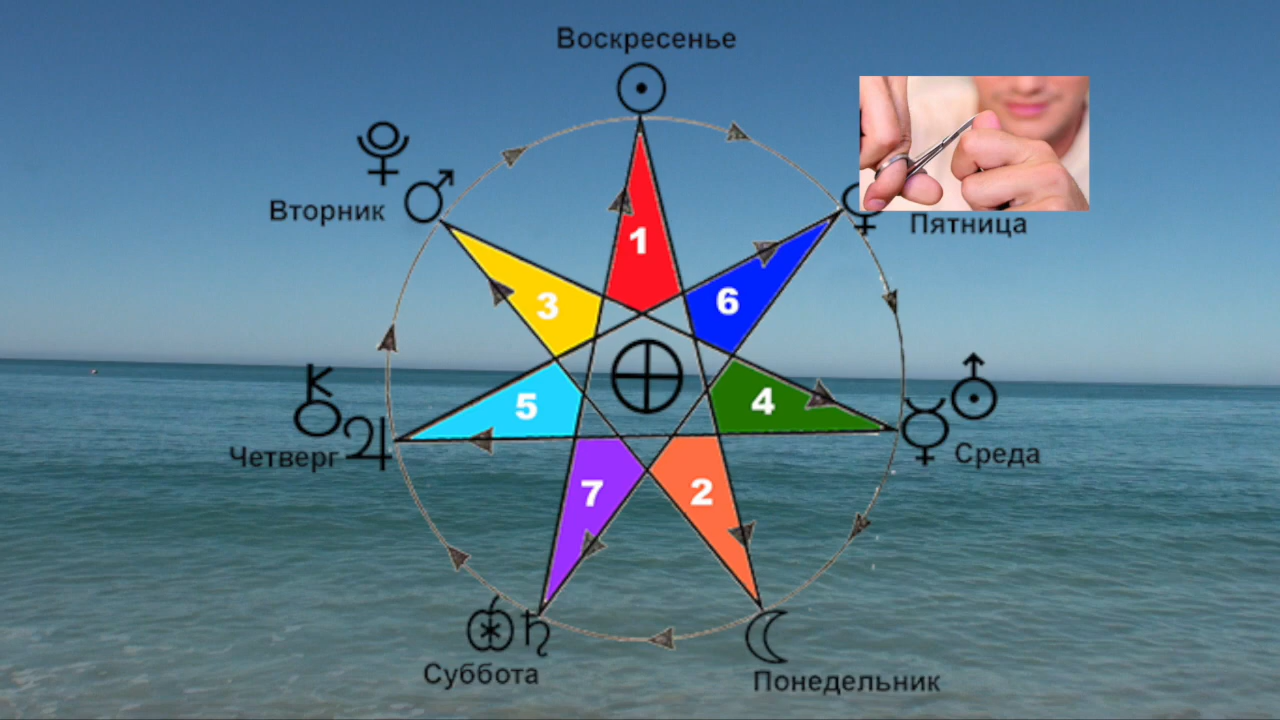 Воскресенье
Вторник
Пятница
1
3
6
5
4
Четверг
Среда
7
2
Суббота
Понедельник